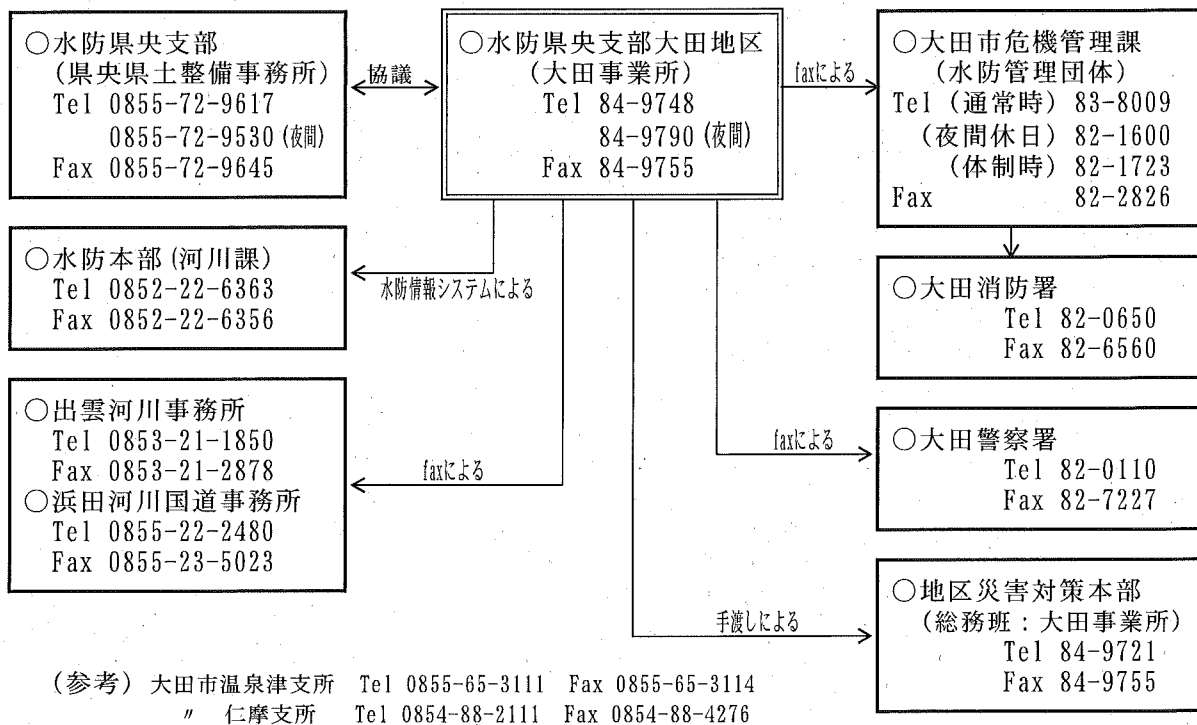 ○水防県央支部
(県央県土整備事務所)
Tel 0855-72-9617
0855-72-9530 (夜間)
Fax 0855-72-9645
協議
○水防県央支部大田地区
(大田事業所)
Tel 84-9748
84-9790 (夜間)
Fax 84-9755
faxによる
○大田市危機管理課
(水防管理団体)
Tel (通常時) 83-8009
(夜間休日) 82-1600
(体制時) 82-1723
Fax 82-2826
○水防本部 (河川課)
Tel 0852-22-6363
Fax 0852-22-6356
水防情報システムによる
○大田消防署
Tel 82-0650
Fax 82-6560
○出雲河川事務所
Tel 0853-21-1850
Fax 0853-21-2878
○浜田河川国道事務所
Tel 0855-22-2480
Fax 0855-23-5023
faxによる
faxによる
○大田警察署
Tel 82-0110
Fax 82-7227
手渡しによる
○地区災害対策本部
(総務班：大田事業所)
Tel 84-9721
Fax 84-9755
(参考) 大田市温泉津支所 Tel 0855-65-3111 Fax 0855-65-3114
〃 仁摩支所 Tel 0854-88-2111 Fax 0854-88-4276